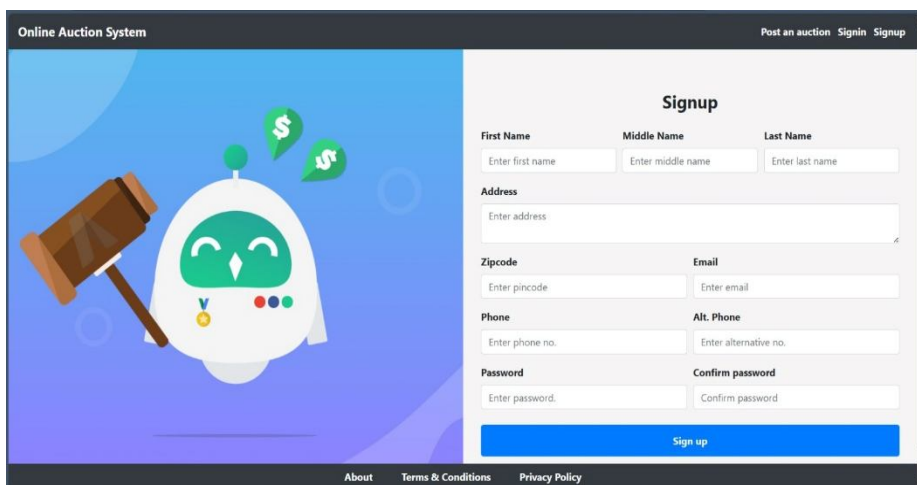 Online Auction System
Post an auction Signin Signup
$
$
Signup
First Name Middle Name Last Name
Enter first name Enter middle name Enter last name
Address
Enter address
Zipcode Email
Enter pincode Enter email
Phone Alt. Phone
Enter phone no. Enter alternative no.
Password Confirm password
Enter password. Confirm password
Sign up
About Terms & Conditions Privacy Policy